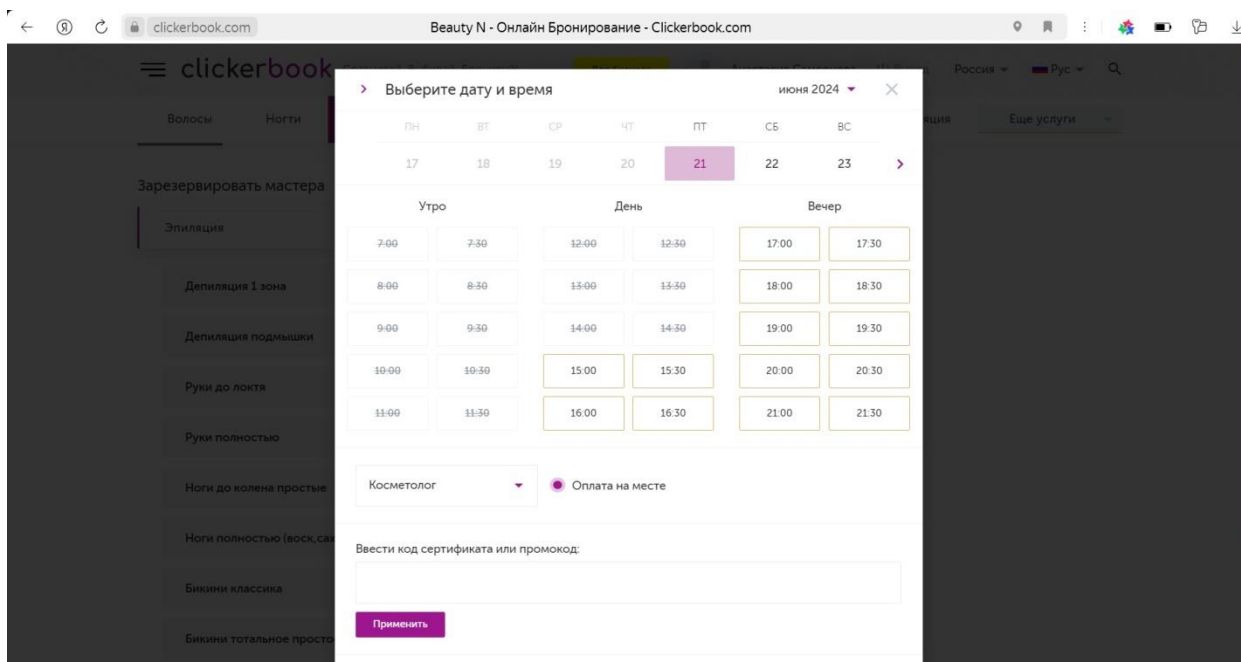 clickerbook.com Beauty N - Онлайн Бронирование - Clickerbook.com
clickerbook
Россия Рус
Волосы Ногти Еще услуги
Зарезервировать мастера
Эпиляция
Депиляция 1 зона
Депиляция подмышки
Руки до локтя
Руки полностью
Ноги до колена простые
Ноги полностью (воск,сах
Бикини классика
Бикини тотальное просто
Выберите дату и время июня 2024
ПН ВТ СР ЧТ ПТ СБ ВС
17 18 19 20 21 22 23
Утро День Вечер
7:00 7:30 12:00 12:30 17:00 17:30
8:00 8:30 13:00 13:30 18:00 18:30
9:00 9:30 14:00 14:30 19:00 19:30
10:00 10:30 15:00 15:30 20:00 20:30
11:00 11:30 16:00 16:30 21:00 21:30
Косметолог Оплата на месте
Ввести код сертификата или промокод:
Применить